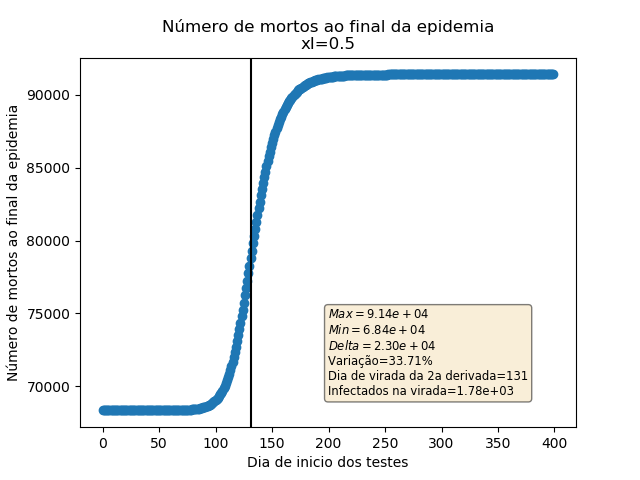 Número de mortos ao final da epidemia
xI=0.5
Número de mortos ao final da epidemia
90000
85000
80000
75000
70000
Max = 9.14e + 04
Min = 6.84e + 04
Delta = 2.30e + 04
Variação=33.71%
Dia de virada da 2a derivada=131
Infectados na virada=1.78e+03
0 50 100 150 200 250 300 350 400
Dia de inicio dos testes